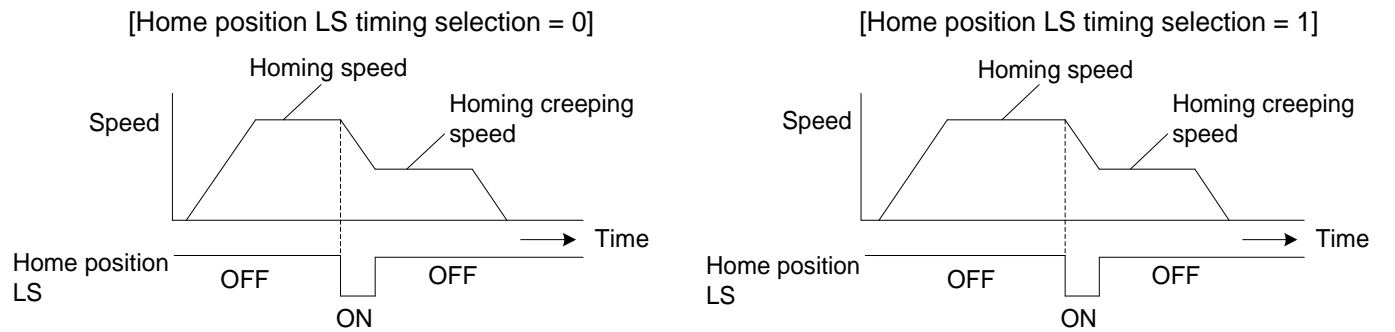 [Home position LS timing selection = 0]
Homing speed
Homing creeping
speed
Speed
Time
Home position
LS
OFF
OFF
ON
[Home position LS timing selection = 1]
Homing speed
Homing creeping
speed
Speed
Time
Home position
LS
OFF
OFF
ON